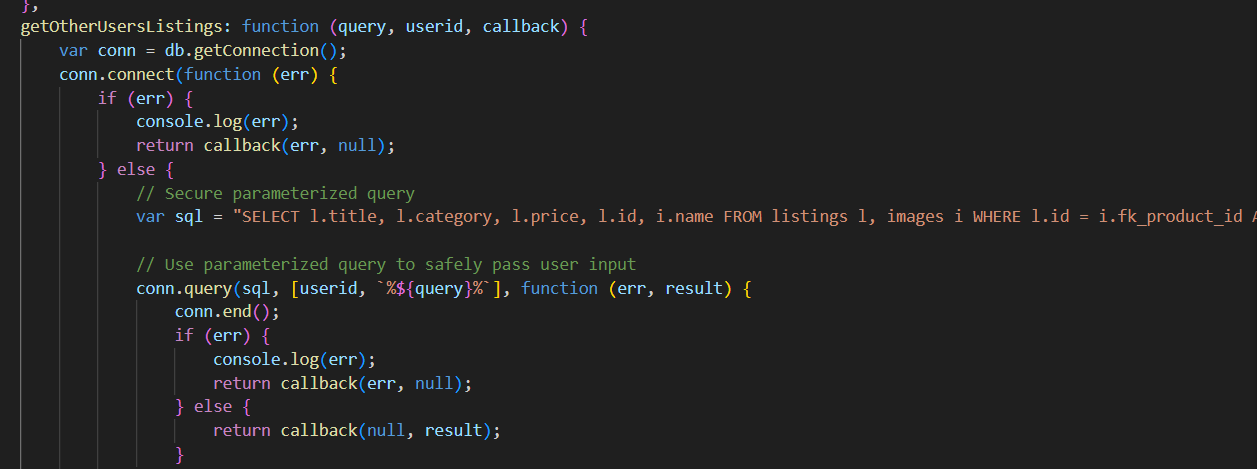 },
getOtherUsersListings: function (query, userid, callback) {
var conn = db.getConnection();
conn.connect(function (err) {
if (err) {
console.log(err);
return callback(err, null);
} else {
// Secure parameterized query
var sql = "SELECT l.title, l.category, l.price, l.id, i.name FROM listings l, images i WHERE l.id = i.fk_product_id
// Use parameterized query to safely pass user input
conn.query(sql, [userid, `%${query}%`], function (err, result) {
conn.end();
if (err) {
console.log(err);
return callback(err, null);
} else {
return callback(null, result);
}